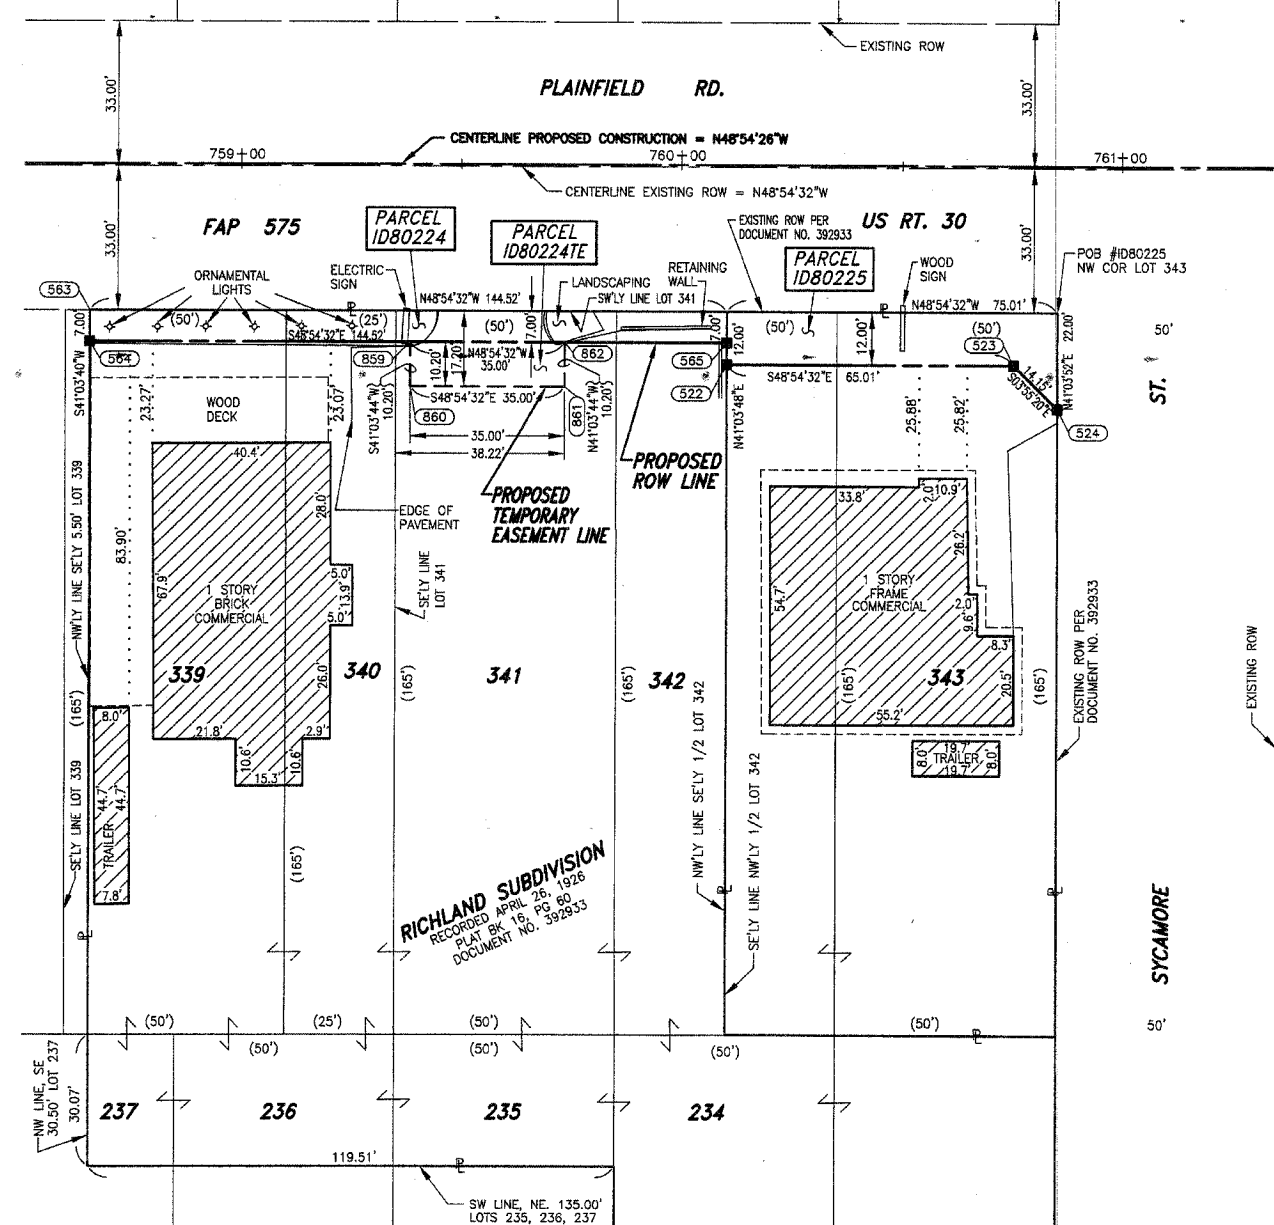 EXISTING ROW
33.00'
33.00'
PLAINFIELD RD.
CENTERLINE PROPOSED CONSTRUCTION = N48°54'26"W
759+00
760+00
761+00
CENTERLINE EXISTING ROW = N48°54'32"W
33.00'
33.00'
FAP 575
PARCEL
ID80224
PARCEL
ID80224TE
EXISTING ROW PER
DOCUMENT NO. 392933
US RT. 30
PARCEL
ID80225
POB #ID80225
NW COR LOT 343
ORNAMENTAL
LIGHTS
ELECTRIC
SIGN
LANDSCAPING
RETAINING
WALL
SW'LY LINE LOT 341
WOOD
SIGN
563
N48°54'32"W 144.52'
N48°54'32"W 75.01'
7.00'
(50')
(25')
(50')
7.00'
7.00'
12.00'
(50')
12.00'
(50')
22.00'
50'
S48°54'32"E 144.52'
564
859
10.20'
17.20'
N48°54'32"W
35.00'
862
565
523
S48°54'32"E 65.01'
14.15'
S03°55'20"E
N41°03'52"E
ST.
S41°03'40"W
522
S48°54'32"E 35.00'
860
861
524
WOOD
DECK
23.27'
23.07'
S41°03'44"W
10.20'
N41°03'44"W
10.20'
N41°03'48"E
25.88'
25.82'
35.00'
38.22'
40.4'
PROPOSED
ROW LINE
PROPOSED
TEMPORARY
EASEMENT LINE
EDGE OF
PAVEMENT
NW'LY LINE SE'LY 5.50' LOT 339
83.90'
28.0'
67.9'
1 STORY
BRICK
COMMERCIAL
5.0'
13.9'
5.0'
26.0'
SE'LY LINE
LOT 341
33.8'
2.0'
10.9'
26.2'
54.7'
1 STORY
FRAME
COMMERCIAL
2.0'
9.6'
8.3'
20.5'
55.2'
EXISTING ROW PER
DOCUMENT NO. 392933
EXISTING ROW
339
340
341
342
343
(165')
(165')
(165')
(165')
(165')
8.0'
21.8'
2.9'
10.6'
10.6'
15.3'
19.7'
8.0'
TRAILER
8.0'
19.7'
SE'LY LINE LOT 339
44.7'
44.7'
TRAILER
7.8'
(165')
NW'LY LINE SE'LY 1/2 LOT 342
SE'LY LINE NW'LY 1/2 LOT 342
RICHLAND SUBDIVISION
RECORDED APRIL 26, 1926
PLAT BK 16, PG 60
DOCUMENT NO. 392933
SYCAMORE
(50')
(25')
(50')
(50')
50'
(50')
(50')
(50')
NW LINE, SE
30.50' LOT 237
30.07'
237
236
235
234
119.51'
SW LINE, NE. 135.00'
LOTS 235, 236, 237